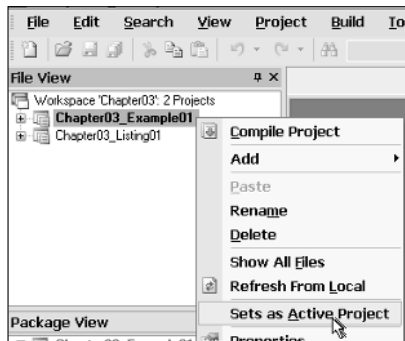 File Edit Search View Project Build To
File View
Workspace 'Chapter03': 2 Projects
Chapter03_Example01
Chapter03_Listing01
Compile Project
Add
Paste
Rename
Delete
Show All Files
Refresh From Local
Sets as Active Project
Package View
Chapter03_Example01
Properties